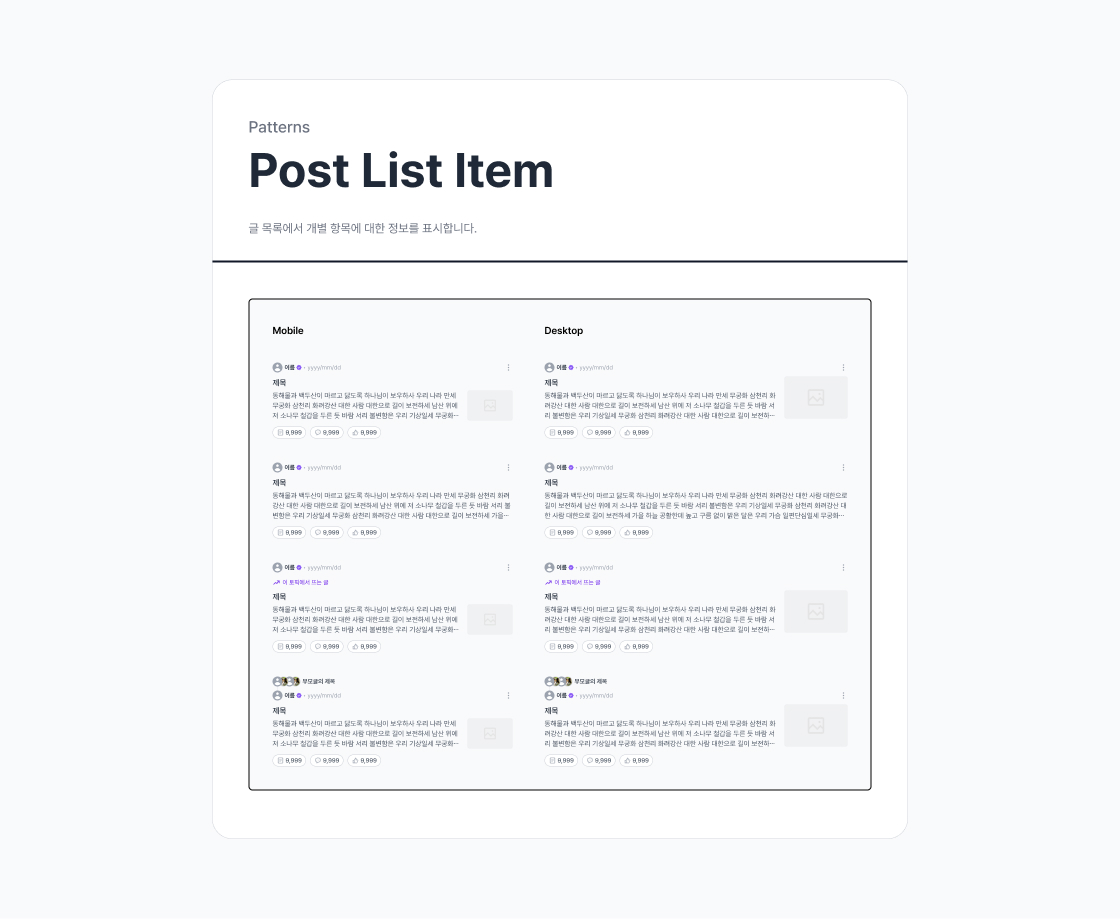 Patterns
Post List Item
글 목록에서 개별 항목에 대한 정보를 표시합니다.
Mobile
이름 · yyyy/mm/dd
제목
동해물과 백두산이 마르고 닳도록 하나님이 보우하사 우리 나라 만세
무궁화 삼천리 화려강산 대한 사람 대한으로 길이 보전하세 남산 위에
저 소나무 철갑을 두른 듯 바람 서리 불변함은 우리 기상일세 무궁화…
9,999 9,999 9,999
이름 · yyyy/mm/dd
제목
동해물과 백두산이 마르고 닳도록 하나님이 보우하사 우리 나라 만세 무궁화 삼천리 화려
강산 대한 사람 대한으로 길이 보전하세 남산 위에 저 소나무 철갑을 두른 듯 바람 서리 불
변함은 우리 기상일세 무궁화 삼천리 화려강산 대한 사람 대한으로 길이 보전하세 가을…
9,999 9,999 9,999
이름 · yyyy/mm/dd
이 토픽에서 뜨는 글
제목
동해물과 백두산이 마르고 닳도록 하나님이 보우하사 우리 나라 만세
무궁화 삼천리 화려강산 대한 사람 대한으로 길이 보전하세 남산 위에
저 소나무 철갑을 두른 듯 바람 서리 불변함은 우리 기상일세 무궁화…
9,999 9,999 9,999
부모글의 제목
이름 · yyyy/mm/dd
제목
동해물과 백두산이 마르고 닳도록 하나님이 보우하사 우리 나라 만세
무궁화 삼천리 화려강산 대한 사람 대한으로 길이 보전하세 남산 위에
저 소나무 철갑을 두른 듯 바람 서리 불변함은 우리 기상일세 무궁화…
9,999 9,999 9,999
Desktop
이름 · yyyy/mm/dd
제목
동해물과 백두산이 마르고 닳도록 하나님이 보우하사 우리 나라 만세 무궁화 삼천리 화
려강산 대한 사람 대한으로 길이 보전하세 남산 위에 저 소나무 철갑을 두른 듯 바람 서
리 불변함은 우리 기상일세 무궁화 삼천리 화려강산 대한 사람 대한으로 길이 보전하…
9,999 9,999 9,999
이름 · yyyy/mm/dd
제목
동해물과 백두산이 마르고 닳도록 하나님이 보우하사 우리 나라 만세 무궁화 삼천리 화려강산 대한 사람 대한으로
길이 보전하세 남산 위에 저 소나무 철갑을 두른 듯 바람 서리 불변함은 우리 기상일세 무궁화 삼천리 화려강산 대
한 사람 대한으로 길이 보전하세 가을 하늘 공활한데 높고 구름 없이 밝은 달은 우리 가슴 일편단심일세 무궁화…
9,999 9,999 9,999
이름 · yyyy/mm/dd
이 토픽에서 뜨는 글
제목
동해물과 백두산이 마르고 닳도록 하나님이 보우하사 우리 나라 만세 무궁화 삼천리 화
려강산 대한 사람 대한으로 길이 보전하세 남산 위에 저 소나무 철갑을 두른 듯 바람 서
리 불변함은 우리 기상일세 무궁화 삼천리 화려강산 대한 사람 대한으로 길이 보전하…
9,999 9,999 9,999
부모글의 제목
이름 · yyyy/mm/dd
제목
동해물과 백두산이 마르고 닳도록 하나님이 보우하사 우리 나라 만세 무궁화 삼천리 화
려강산 대한 사람 대한으로 길이 보전하세 남산 위에 저 소나무 철갑을 두른 듯 바람 서
리 불변함은 우리 기상일세 무궁화 삼천리 화려강산 대한 사람 대한으로 길이 보전하…
9,999 9,999 9,999